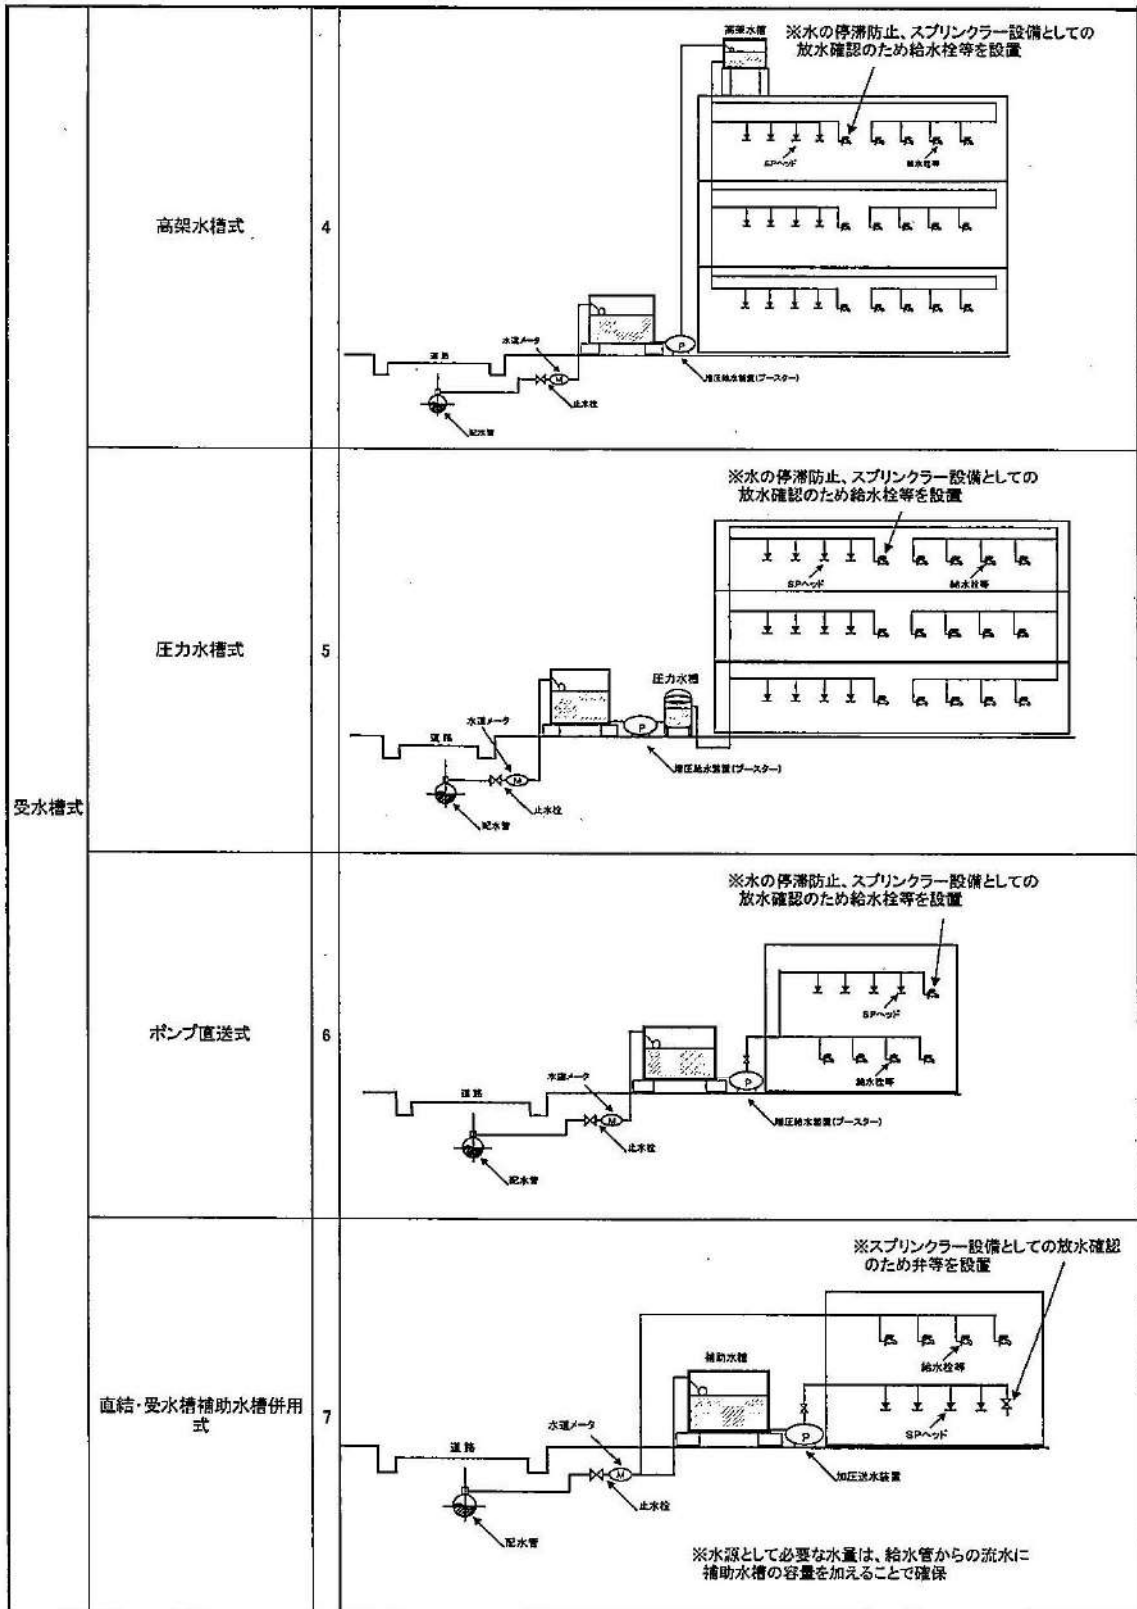 受水槽式
高架水槽式
4
高架水槽
※水の停滞防止、スプリンクラー設備としての
放水確認のため給水栓等を設置
SPヘッド
給水栓等
水道メータ
道路
P
M
増圧給水装置(ブースター)
止水栓
配水管
圧力水槽式
5
※水の停滞防止、スプリンクラー設備としての
放水確認のため給水栓等を設置
SPヘッド
給水栓等
圧力水槽
水道メータ
道路
P
M
増圧給水装置(ブースター)
止水栓
配水管
ポンプ直送式
6
※水の停滞防止、スプリンクラー設備としての
放水確認のため給水栓等を設置
SPヘッド
給水栓等
水道メータ
道路
P
M
増圧給水装置(ブースター)
止水栓
配水管
直結・受水槽補助水槽併用
式
7
※スプリンクラー設備としての放水確認
のため弁等を設置
補助水槽
給水栓等
SPヘッド
水道メータ
道路
P
M
加圧送水装置
止水栓
配水管
※水源として必要な水量は、給水管からの流水に
補助水槽の容量を加えることで確保